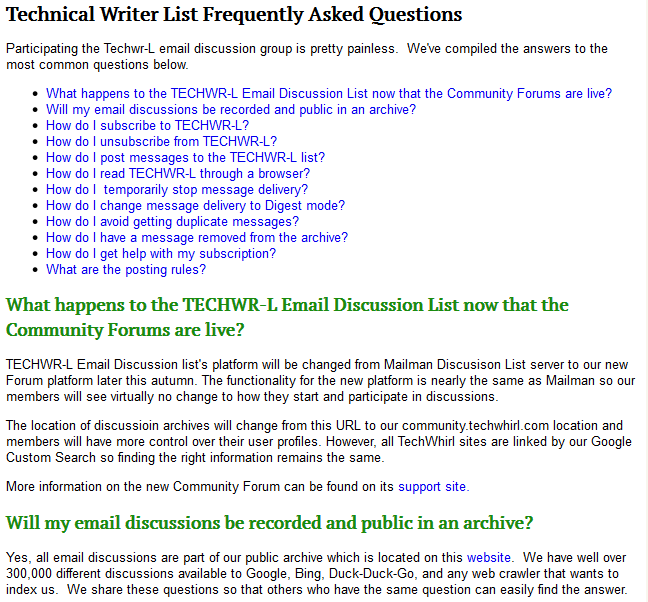 Technical Writer List Frequently Asked Questions
Participating the Techwr-L email discussion group is pretty painless.  We've compiled the answers to the
most common questions below.
What happens to the TECHWR-L Email Discussion List now that the Community Forums are live?
Will my email discussions be recorded and public in an archive?
How do I subscribe to TECHWR-L?
How do I unsubscribe from TECHWR-L?
How do I post messages to the TECHWR-L list?
How do I read TECHWR-L through a browser?
How do I  temporarily stop message delivery?
How do I change message delivery to Digest mode?
How do I avoid getting duplicate messages?
How do I have a message removed from the archive?
How do I get help with my subscription?
What are the posting rules?
What happens to the TECHWR-L Email Discussion List now that the
Community Forums are live?
TECHWR-L Email Discussion list's platform will be changed from Mailman Discusison List server to our new
Forum platform later this autumn. The functionality for the new platform is nearly the same as Mailman so our
members will see virtually no change to how they start and participate in discussions.
The location of discussioin archives will change from this URL to our community.techwhirl.com location and
members will have more control over their user profiles. However, all TechWhirl sites are linked by our Google
Custom Search so finding the right information remains the same.
More information on the new Community Forum can be found on its support site.
Will my email discussions be recorded and public in an archive?
Yes, all email discussions are part of our public archive which is located on this website.  We have well over
300,000 different discussions available to Google, Bing, Duck-Duck-Go, and any web crawler that wants to
index us.  We share these questions so that others who have the same question can easily find the answer.